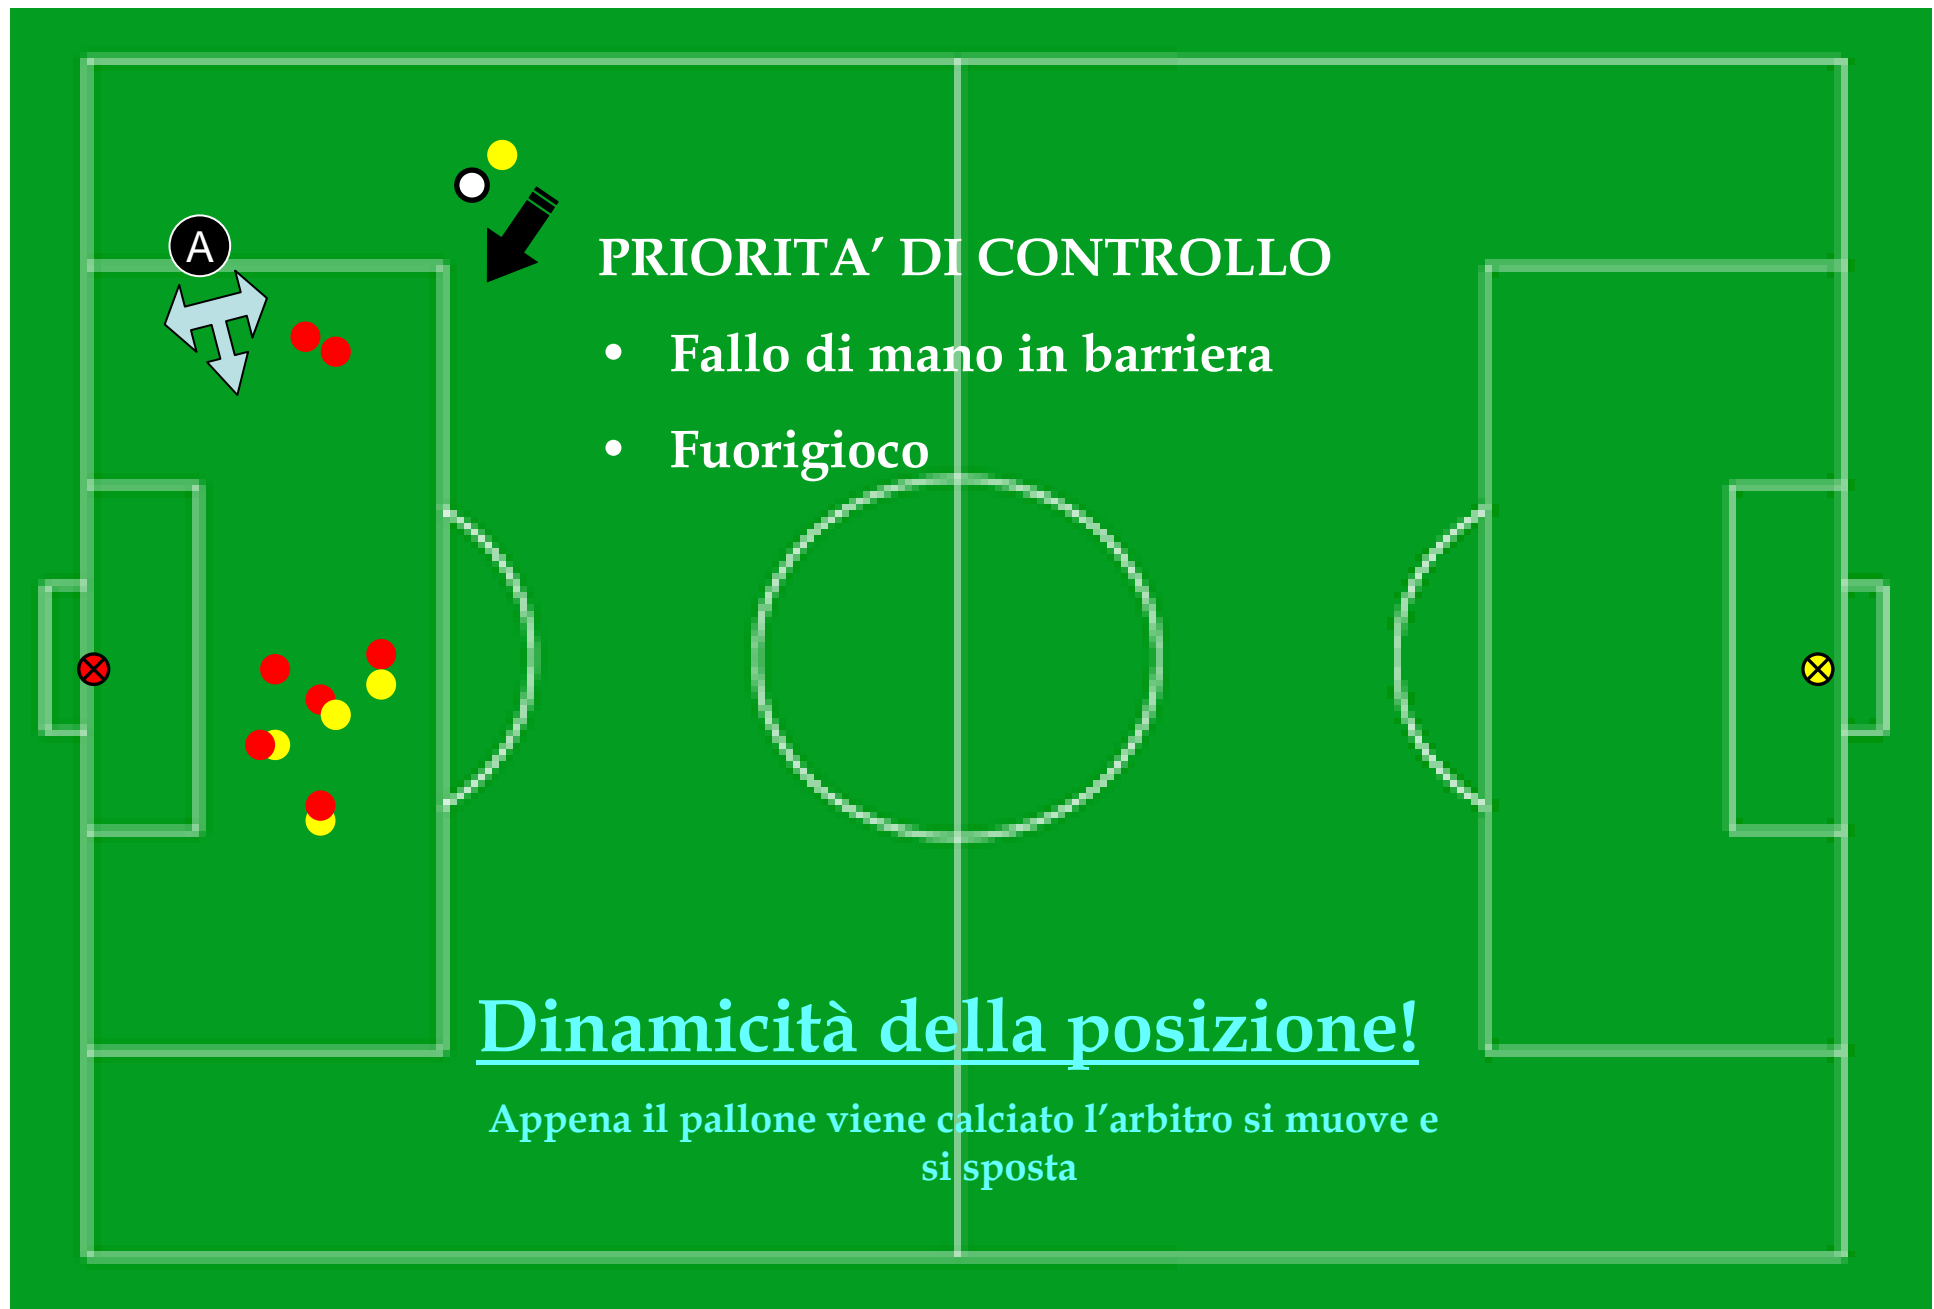 A
PRIORITA’ DI CONTROLLO
• Fallo di mano in barriera
• Fuorigioco
Dinamicità della posizione!
Appena il pallone viene calciato l’arbitro si muove e
si sposta